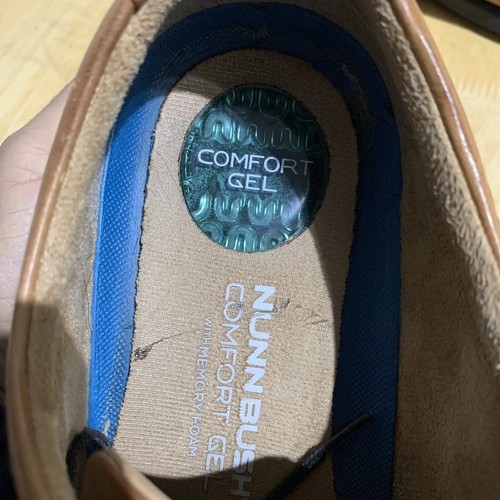 COMFORT
GEL
NUNN BUSH
COMFORT GEL
WITH MEMORY FOAM